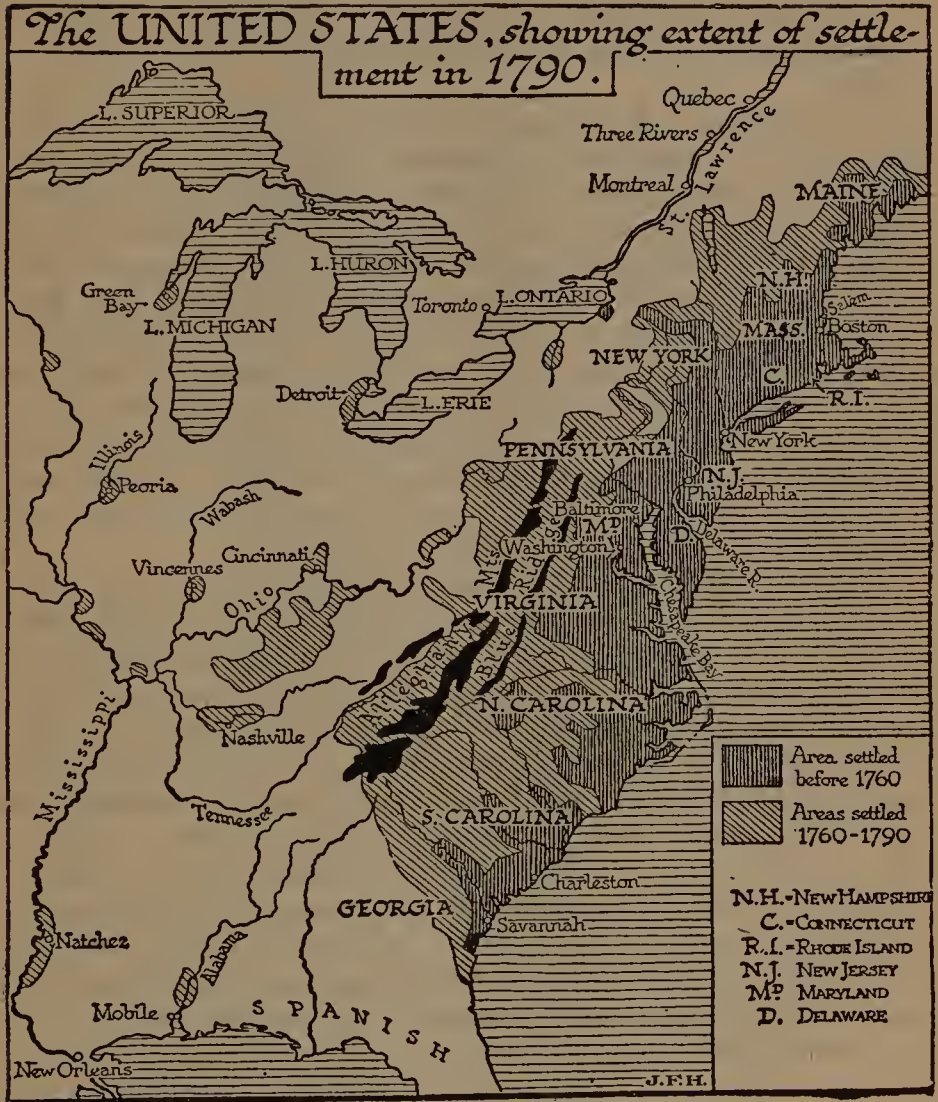 The UNITED STATES, showing extent of settle-
ment in 1790.
L. SUPERIOR
Quebec
Three Rivers
St. Lawrence
Montreal
MAINE
L. HURON
N.H.
Green
Bay
Toronto
L. ONTARIO
Salem
L. MICHIGAN
MASS.
Boston
NEW YORK
C.
Detroit
L. ERIE
R.I.
New York
Illinois
PENNSYLVANIA
Peoria
N.J.
Philadelphia
Wabash
Baltimore
MD
Washington
D.
Delaware R.
Cincinnati
Vincennes
Ohio
VIRGINIA
Chesapeake Bay
Alleghany Mts
Blue Ridge
N. CAROLINA
Nashville
Mississippi
Tennessee
S. CAROLINA
Charleston
GEORGIA
Savannah
Natchez
Alabama
Mobile
SPANISH
New Orleans
J.F.H.
Area settled
before 1760
Areas settled
1760-1790
N.H.=NEW HAMPSHIRE
C.=CONNECTICUT
R.I.=RHODE ISLAND
N.J. NEW JERSEY
MD MARYLAND
D. DELAWARE